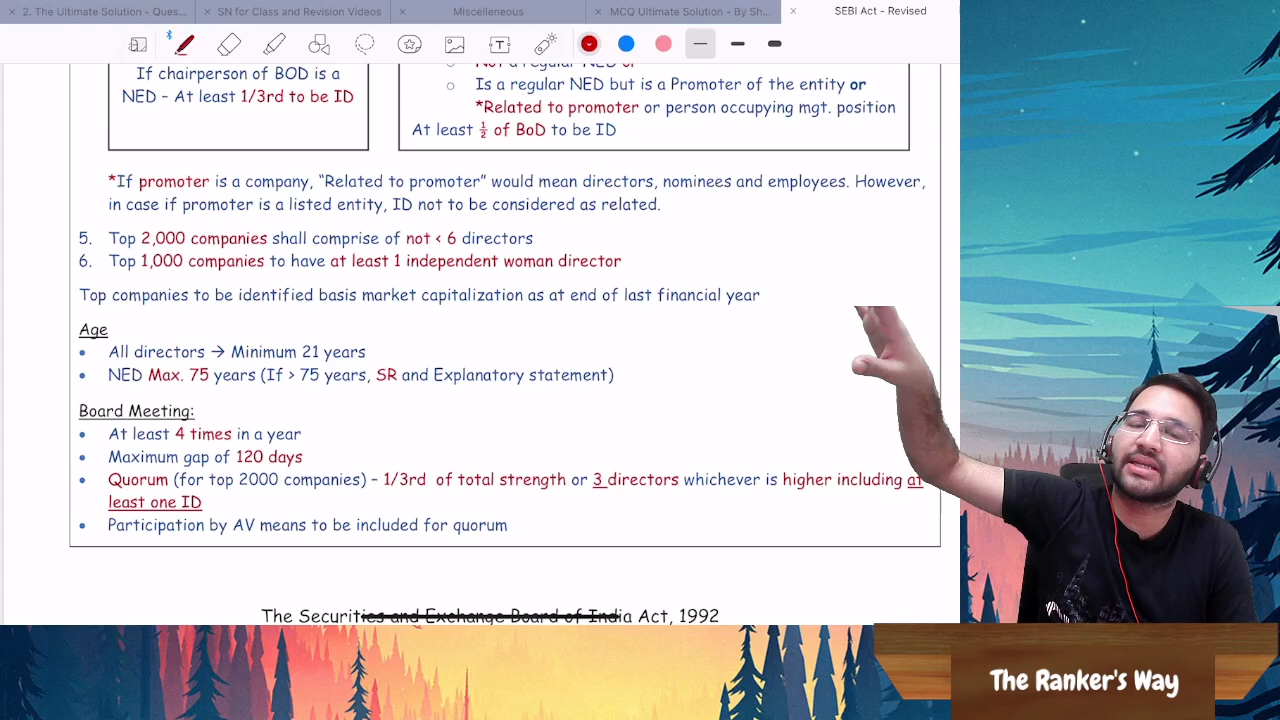 2. The Ultimate Solution - Ques...
SN for Class and Revision Videos
Miscellaneous
MCQ Ultimate Solution - By Sh...
SEBI Act - Revised
If chairperson of BOD is a
NED – At least 1/3rd to be ID
Not a regular NED or
Is a regular NED but is a Promoter of the entity or
*Related to promoter or person occupying mgt. position
At least ½ of BoD to be ID
*If promoter is a company, “Related to promoter” would mean directors, nominees and employees. However,
in case if promoter is a listed entity, ID not to be considered as related.
5. Top 2,000 companies shall comprise of not < 6 directors
6. Top 1,000 companies to have at least 1 independent woman director
Top companies to be identified basis market capitalization as at end of last financial year
Age
• All directors → Minimum 21 years
• NED Max. 75 years (If > 75 years, SR and Explanatory statement)
Board Meeting:
• At least 4 times in a year
• Maximum gap of 120 days
• Quorum (for top 2000 companies) – 1/3rd of total strength or 3 directors whichever is higher including at
least one ID
• Participation by AV means to be included for quorum
The Securities and Exchange Board of India Act, 1992
The Ranker's Way